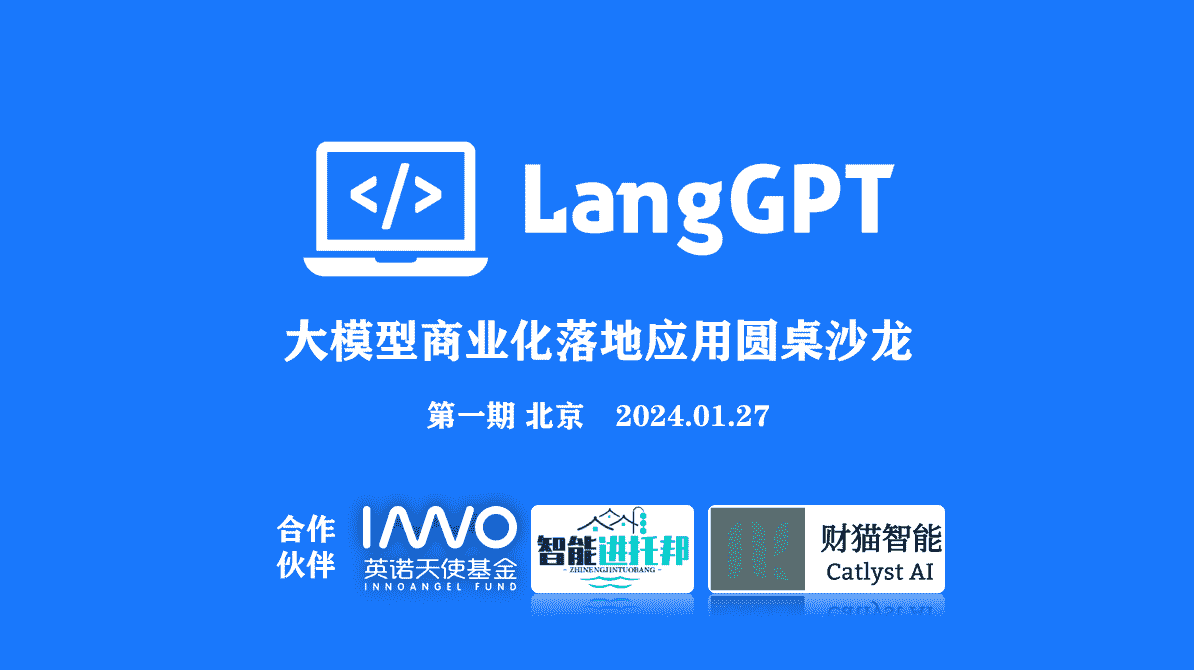 </>
LangGPT
大模型商业化落地应用圆桌沙龙
第一期 北京 2024.01.27
合作
伙伴
INNO
英诺天使基金
INNOANGEL FUND
智能进托邦
- ZHINENGJINTUOBANG -
财猫智能
Catlyst AI